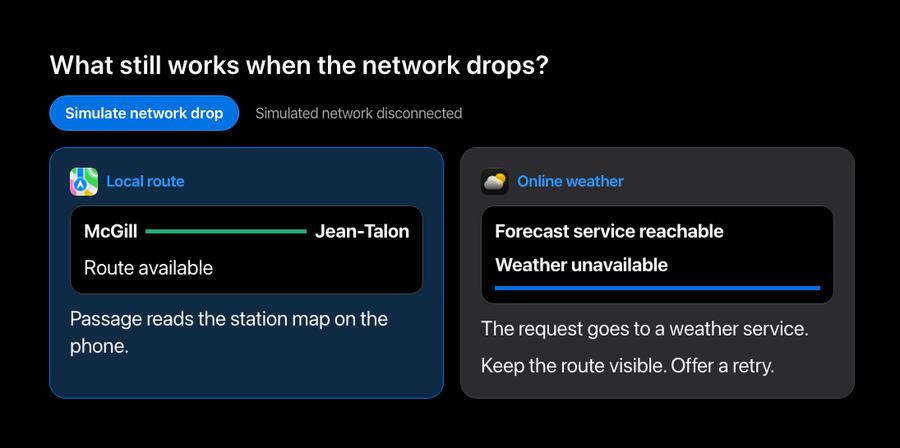 What still works when the network drops?
Simulate network drop
Simulated network disconnected
Local route
McGill
Jean-Talon
Route available
Passage reads the station map on the
phone.
Online weather
Forecast service reachable
Weather unavailable
The request goes to a weather service.
Keep the route visible. Offer a retry.